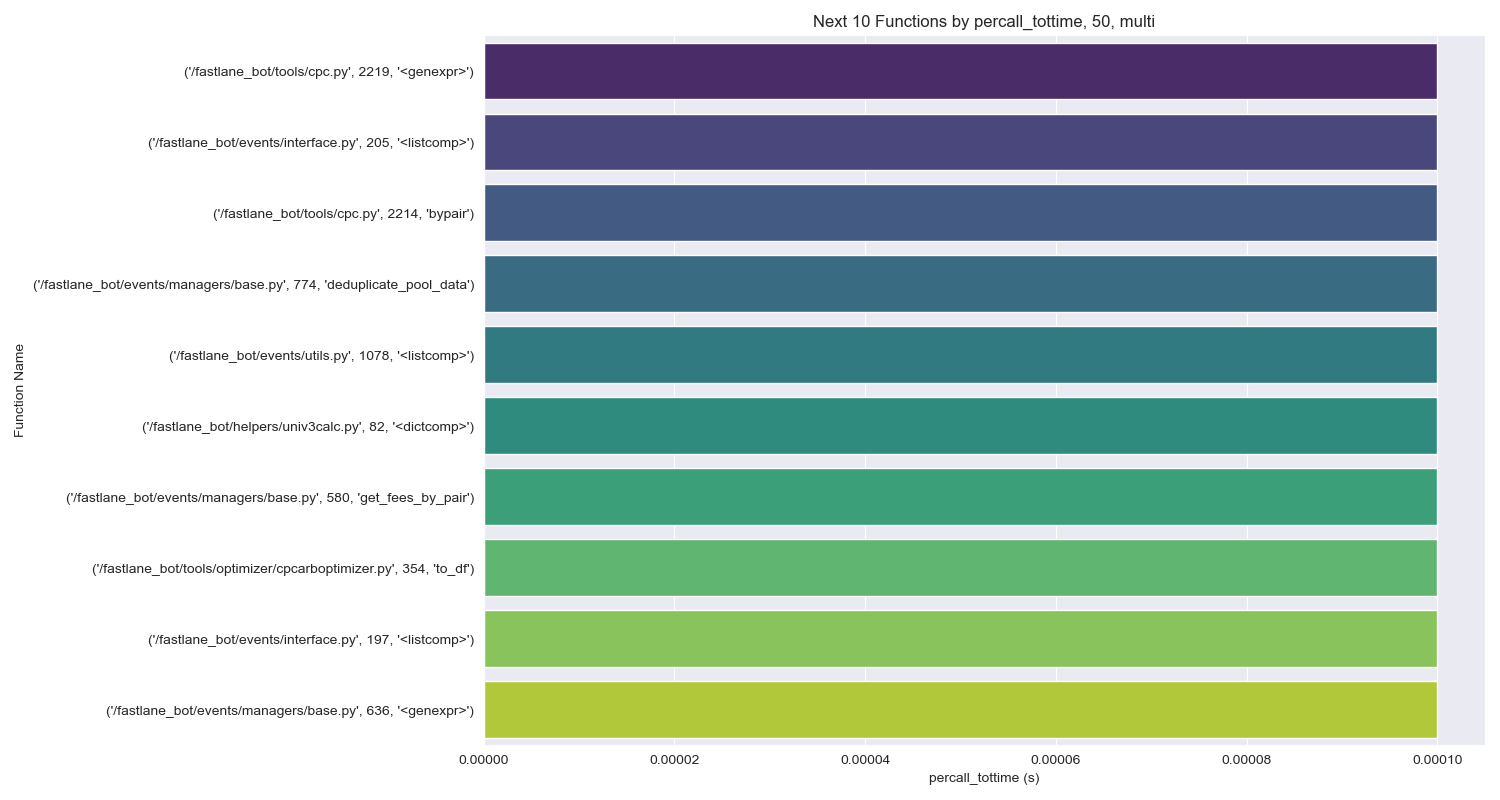 Next 10 Functions by percall_tottime, 50, multi
('/fastlane_bot/tools/cpc.py', 2219, '<genexpr>')
('/fastlane_bot/events/interface.py', 205, '<listcomp>')
('/fastlane_bot/tools/cpc.py', 2214, 'bypair')
('/fastlane_bot/events/managers/base.py', 774, 'deduplicate_pool_data')
('/fastlane_bot/events/utils.py', 1078, '<listcomp>')
('/fastlane_bot/helpers/univ3calc.py', 82, '<dictcomp>')
('/fastlane_bot/events/managers/base.py', 580, 'get_fees_by_pair')
('/fastlane_bot/tools/optimizer/cpcarboptimizer.py', 354, 'to_df')
('/fastlane_bot/events/interface.py', 197, '<listcomp>')
('/fastlane_bot/events/managers/base.py', 636, '<genexpr>')
Function Name
0.00000 0.00002 0.00004 0.00006 0.00008 0.00010
percall_tottime (s)